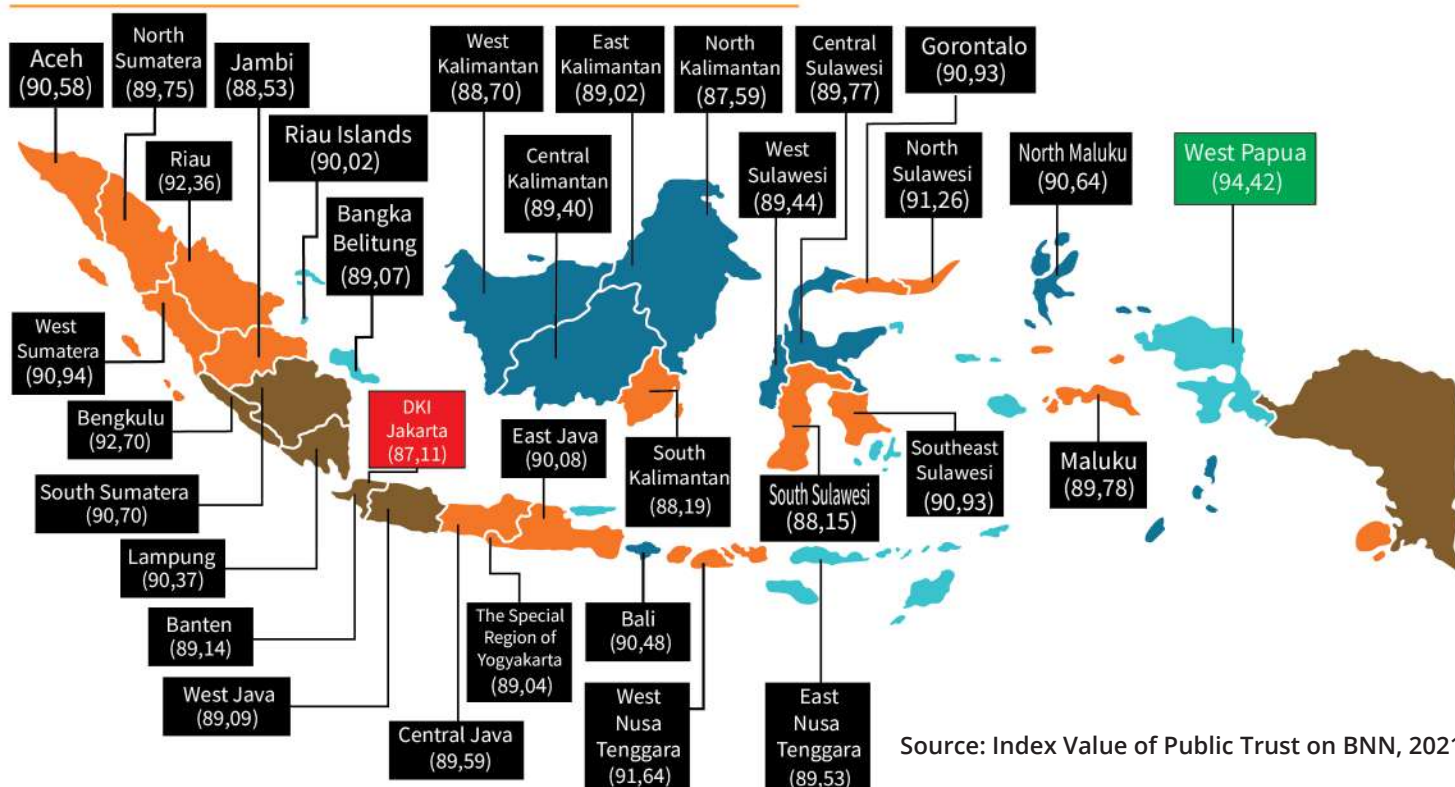 Aceh
(90,58)
North
Sumatera
(89,75)
Jambi
(88,53)
West
Kalimantan
(88,70)
East
Kalimantan
(89,02)
North
Kalimantan
(87,59)
Central
Sulawesi
(89,77)
Gorontalo
(90,93)
Riau
(92,36)
Riau Islands
(90,02)
Bangka
Belitung
(89,07)
Central
Kalimantan
(89,40)
West
Sulawesi
(89,44)
North
Sulawesi
(91,26)
North Maluku
(90,64)
West Papua
(94,42)
West
Sumatera
(90,94)
Bengkulu
(92,70)
DKI
Jakarta
(87,11)
East Java
(90,08)
South
Kalimantan
(88,19)
South Sulawesi
(88,15)
Southeast
Sulawesi
(90,93)
Maluku
(89,78)
South Sumatera
(90,70)
Lampung
(90,37)
Banten
(89,14)
West Java
(89,09)
Central Java
(89,59)
The Special
Region of
Yogyakarta
(89,04)
Bali
(90,48)
West
Nusa
Tenggara
(91,64)
East
Nusa
Tenggara
(89,53)
Source: Index Value of Public Trust on BNN, 2021